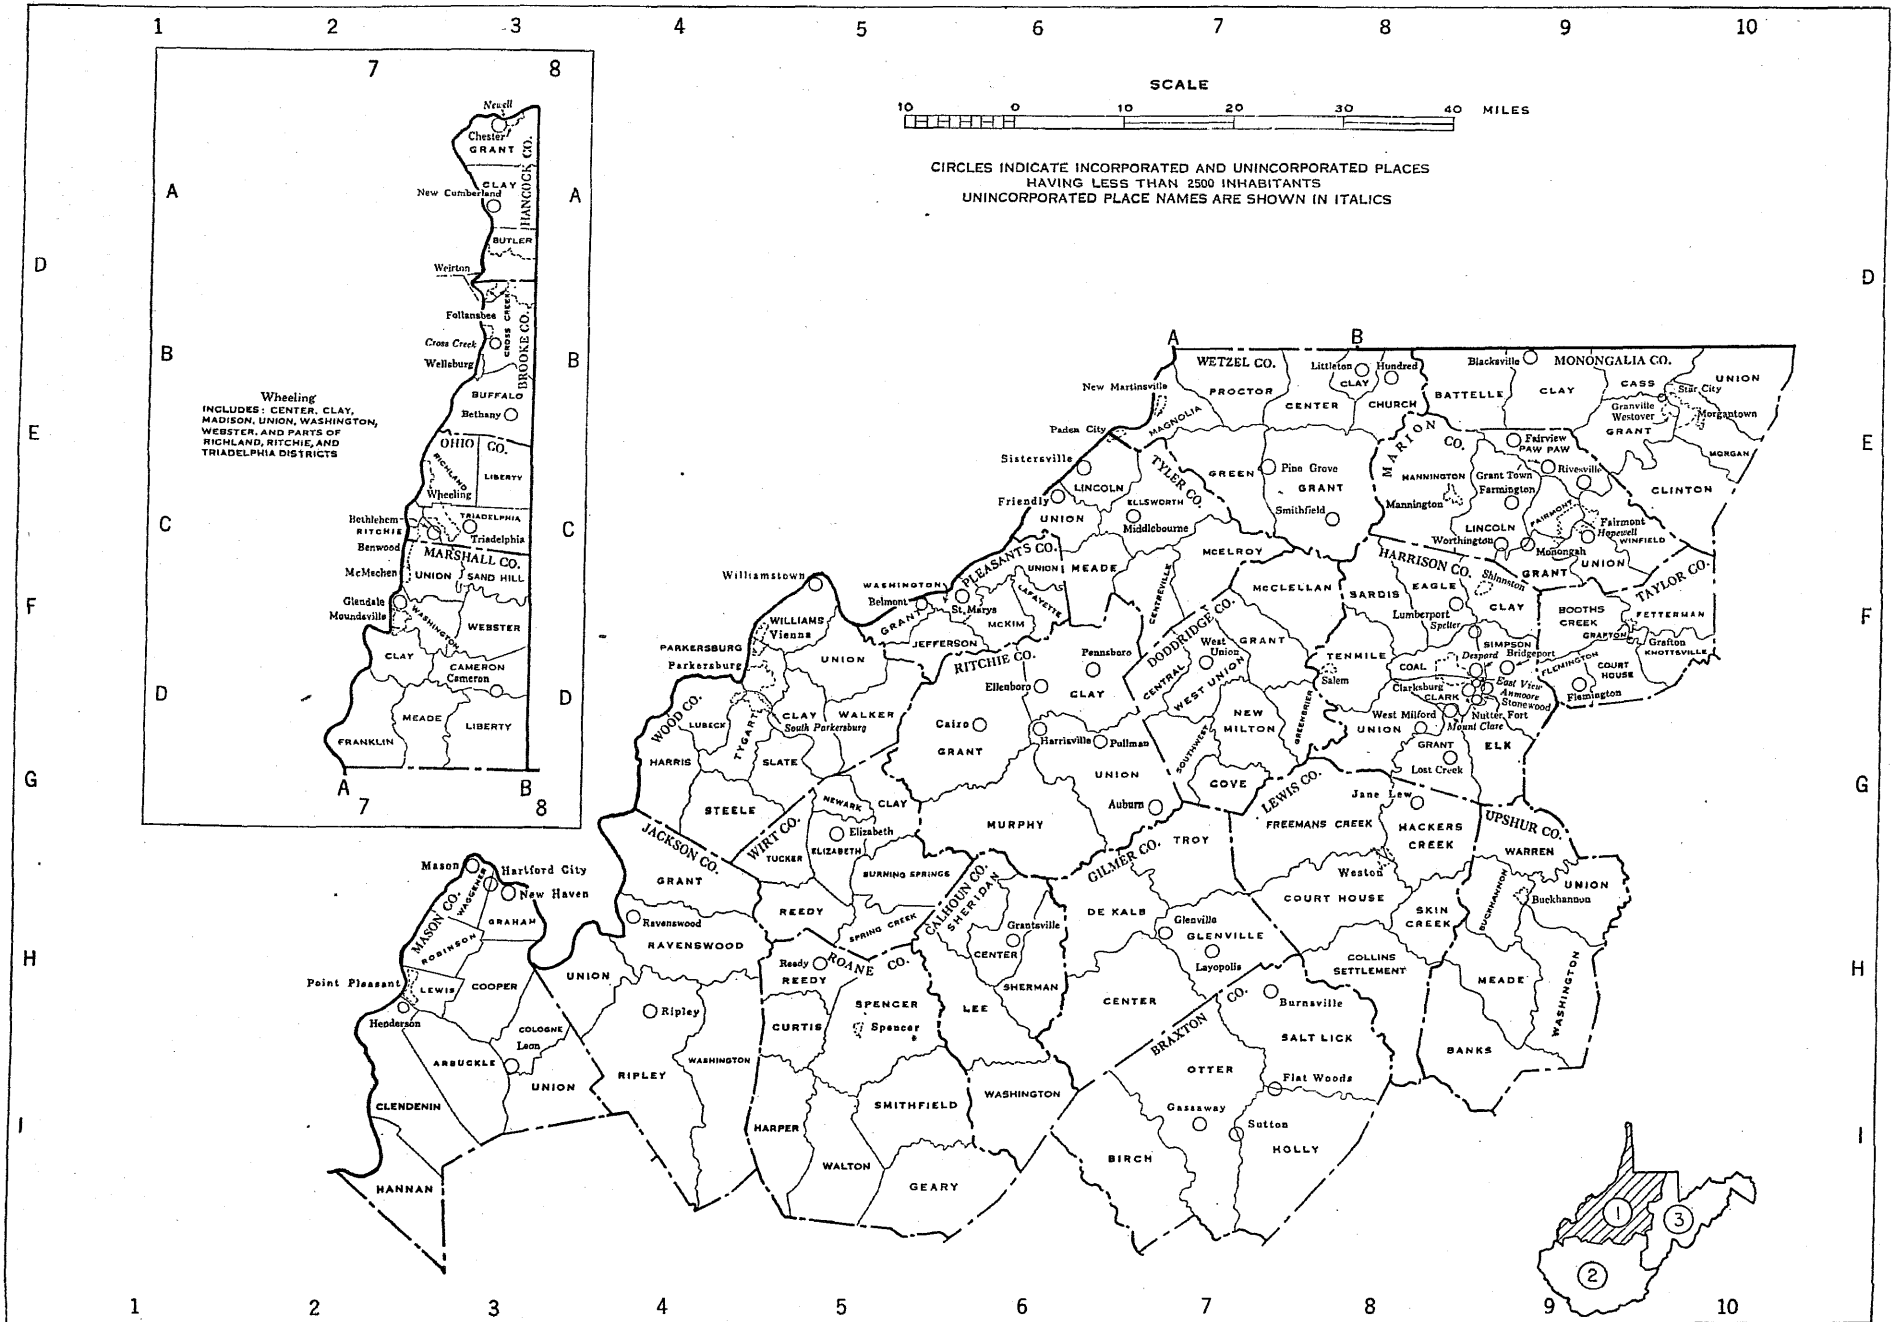 1 2 3 4 5 6 7 8 9 10
7 8
SCALE
10 0 10 20 30 40 MILES
CIRCLES INDICATE INCORPORATED AND UNINCORPORATED PLACES
HAVING LESS THAN 2500 INHABITANTS
UNINCORPORATED PLACE NAMES ARE SHOWN IN ITALICS
Newell
Chester
GRANT
HANCOCK CO.
A
CLAY
New Cumberland
A
BUTLER
D
Weirton
D
Follansbee
CROSS CREEK
BROOKE CO.
Cross Creek
B
B
Wellsburg
BUFFALO
Bethany
Wheeling
INCLUDES: CENTER, CLAY,
MADISON, UNION, WASHINGTON,
WEBSTER, AND PARTS OF
RICHLAND, RITCHIE, AND
TRIADELPHIA DISTRICTS
E
OHIO CO.
RICHLAND
LIBERTY
Wheeling
C
Bethlehem
RITCHIE
TRIADELPHIA
Triadelphia
C
Benwood
MARSHALL CO.
McMechen
UNION
SAND HILL
F
Glendale
Moundsville
WASHINGTON
WEBSTER
CLAY
CAMERON
Cameron
D
D
MEADE
LIBERTY
FRANKLIN
G
A
B
7 8
A
B
WETZEL CO.
Littleton
Hundred
Blacksville
MONONGALIA CO.
New Martinsville
PROCTOR
CLAY
CENTER
CHURCH
BATTELLE
CLAY
CASS
Star City
UNION
Granville
Westover
Morgantown
GRANT
MAGNOLIA
Paden City
E
MARION CO.
Fairview
PAW PAW
MORGAN
Sistersville
TYLER CO.
GREEN
Pine Grove
GRANT
MANNINGTON
Grant Town
Rivesville
Mannington
Farmington
CLINTON
LINCOLN
Friendly
ELLSWORTH
UNION
Middlebourne
Smithfield
LINCOLN
FAIRMONT
Fairmont
Hopewell
Worthington
Monongah
WINFIELD
PLEASANTS CO.
McELROY
HARRISON CO.
GRANT
UNION
TAYLOR CO.
Williamstown
WASHINGTON
Belmont
St. Marys
UNION
MEADE
LAFAYETTE
CENTREVILLE
McCLELLAN
SARDIS
EAGLE
Shinnston
CLAY
BOOTHS
CREEK
FETTERMAN
F
GRANT
McKIM
JEFFERSON
DODDRIDGE CO.
Lumberport
Spelter
SIMPSON
GRAFTON
Grafton
KNOTTSVILLE
WILLIAMS
Vienna
PARKERSBURG
Parkersburg
UNION
RITCHIE CO.
Pennsboro
Ellenboro
CLAY
CENTRAL
West
Union
GRANT
WEST UNION
TENMILE
Salem
COAL
Despard
Bridgeport
FLEMINGTON
COURT
HOUSE
Flemington
Clarksburg
CLARK
East View
Anmoore
Stonewood
Nutter Fort
Mount Clare
WOOD CO.
LUBECK
TYGART
CLAY
South Parkersburg
WALKER
Cairo
GRANT
Harrisville
Pullman
SOUTHWEST
NEW
MILTON
GREENBRIER
West Milford
UNION
GRANT
ELK
Lost Creek
HARRIS
SLATE
UNION
COVE
G
STEELE
NEWARK
CLAY
Auburn
LEWIS CO.
Jane Lew
JACKSON CO.
WIRT CO.
Elizabeth
TUCKER
ELIZABETH
MURPHY
TROY
FREEMANS CREEK
HACKERS
CREEK
UPSHUR CO.
WARREN
Mason
Hartford City
New Haven
WAGGENER
GRANT
BURNING SPRINGS
CALHOUN CO.
SHERIDAN
GILMER CO.
Weston
COURT HOUSE
BUCKHANNON
UNION
Buckhannon
MASON CO.
GRAHAM
Ravenswood
REEDY
SPRING CREEK
Grantsville
DE KALB
Glenville
GLENVILLE
SKIN
CREEK
ROBINSON
RAVENSWOOD
Reedy
ROANE CO.
CENTER
Layopolis
COLLINS
SETTLEMENT
H
H
Point Pleasant
LEWIS
COOPER
UNION
REEDY
SPENCER
SHERMAN
CENTER
Burnsville
MEADE
WASHINGTON
Henderson
Ripley
CURTIS
Spencer
LEE
BRAXTON CO.
SALT LICK
COLOGNE
Leon
ARBUCKLE
WASHINGTON
BANKS
UNION
RIPLEY
OTTER
Flat Woods
CLENDENIN
SMITHFIELD
WASHINGTON
Gassaway
Sutton
I
HARPER
HOLLY
I
WALTON
BIRCH
HANNAN
GEARY
1
3
2
1 2 3 4 5 6 7 8 9 10